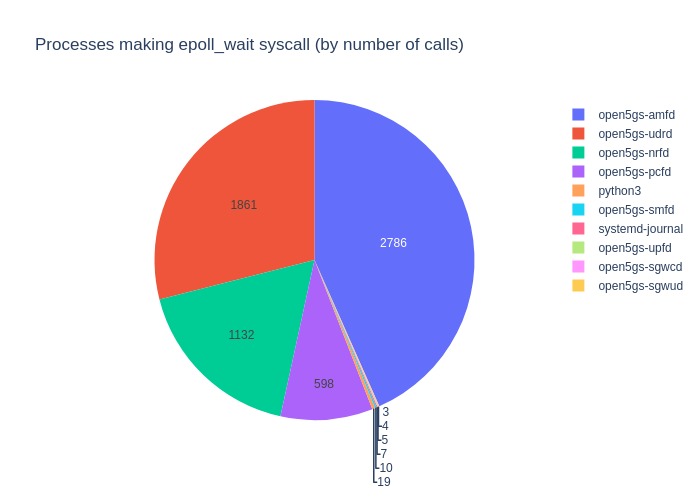 Processes making epoll_wait syscall (by number of calls)
open5gs-amfd
open5gs-udrd
open5gs-nrfd
open5gs-pcfd
python3
open5gs-smfd
systemd-journal
open5gs-upfd
open5gs-sgwcd
open5gs-sgwud
1861
2786
1132
598
3
4
5
7
10
19